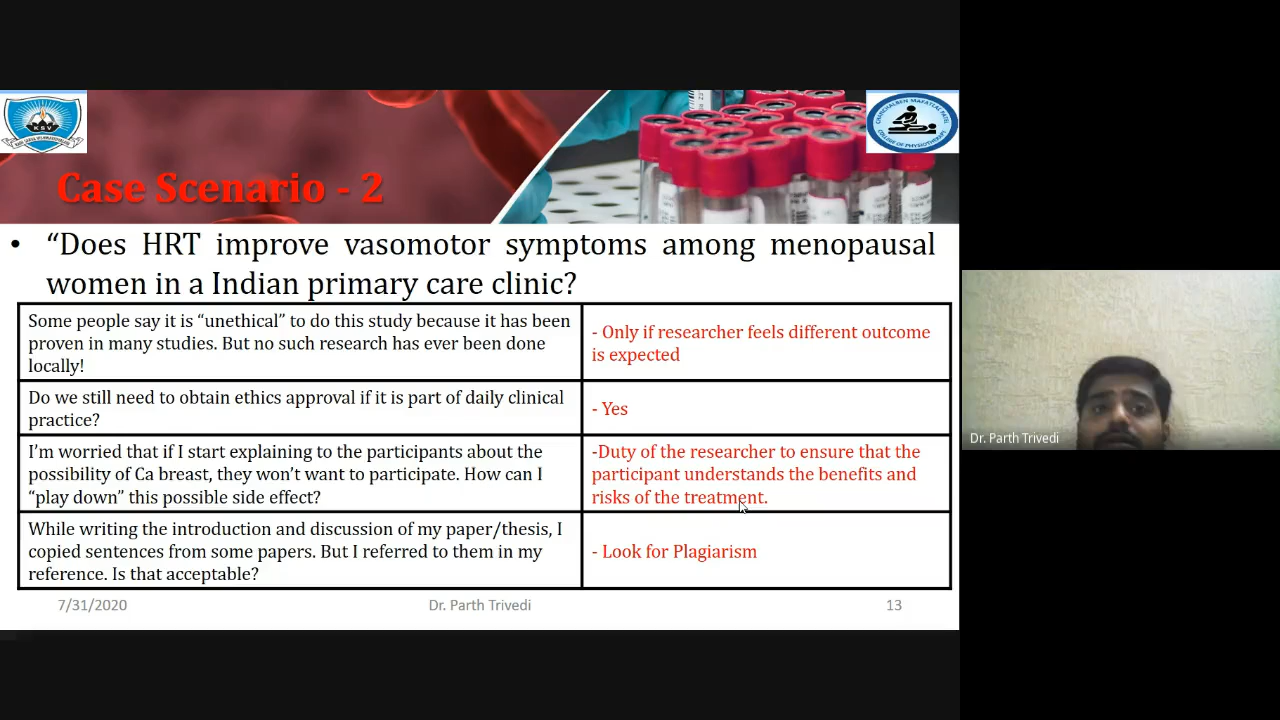 KSV
Case Scenario - 2
• “Does HRT improve vasomotor symptoms among menopausal
women in a Indian primary care clinic?
Some people say it is “unethical” to do this study because it has been
proven in many studies. But no such research has ever been done
locally!
- Only if researcher feels different outcome
is expected
Do we still need to obtain ethics approval if it is part of daily clinical
practice?
- Yes
I’m worried that if I start explaining to the participants about the
possibility of Ca breast, they won’t want to participate. How can I
“play down” this possible side effect?
-Duty of the researcher to ensure that the
participant understands the benefits and
risks of the treatment.
While writing the introduction and discussion of my paper/thesis, I
copied sentences from some papers. But I referred to them in my
reference. Is that acceptable?
- Look for Plagiarism
7/31/2020
Dr. Parth Trivedi
13
Dr. Parth Trivedi